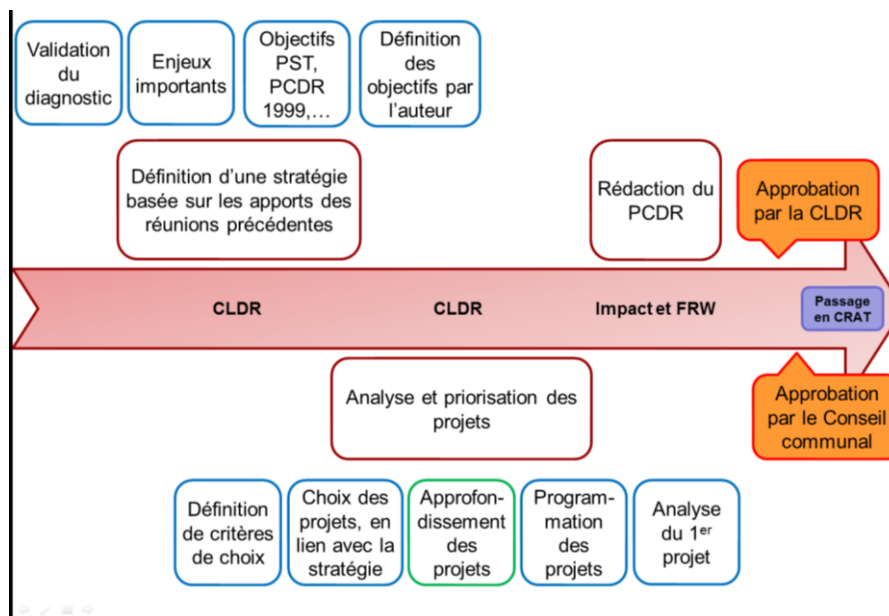 Validation
du
diagnostic
Enjeux
importants
Objectifs
PST,
PCDR
1999,…
Définition
des
objectifs par
l’auteur
Définition d’une stratégie
basée sur les apports des
réunions précédentes
Rédaction du
PCDR
Approbation
par la CLDR
CLDR
CLDR
Impact et FRW
Passage
en CRAT
Analyse et priorisation des
projets
Approbation
par le Conseil
communal
Définition
de critères
de choix
Choix des
projets, en
lien avec la
stratégie
Approfon-
dissement
des
projets
Program-
mation
des
projets
Analyse
du 1er
projet